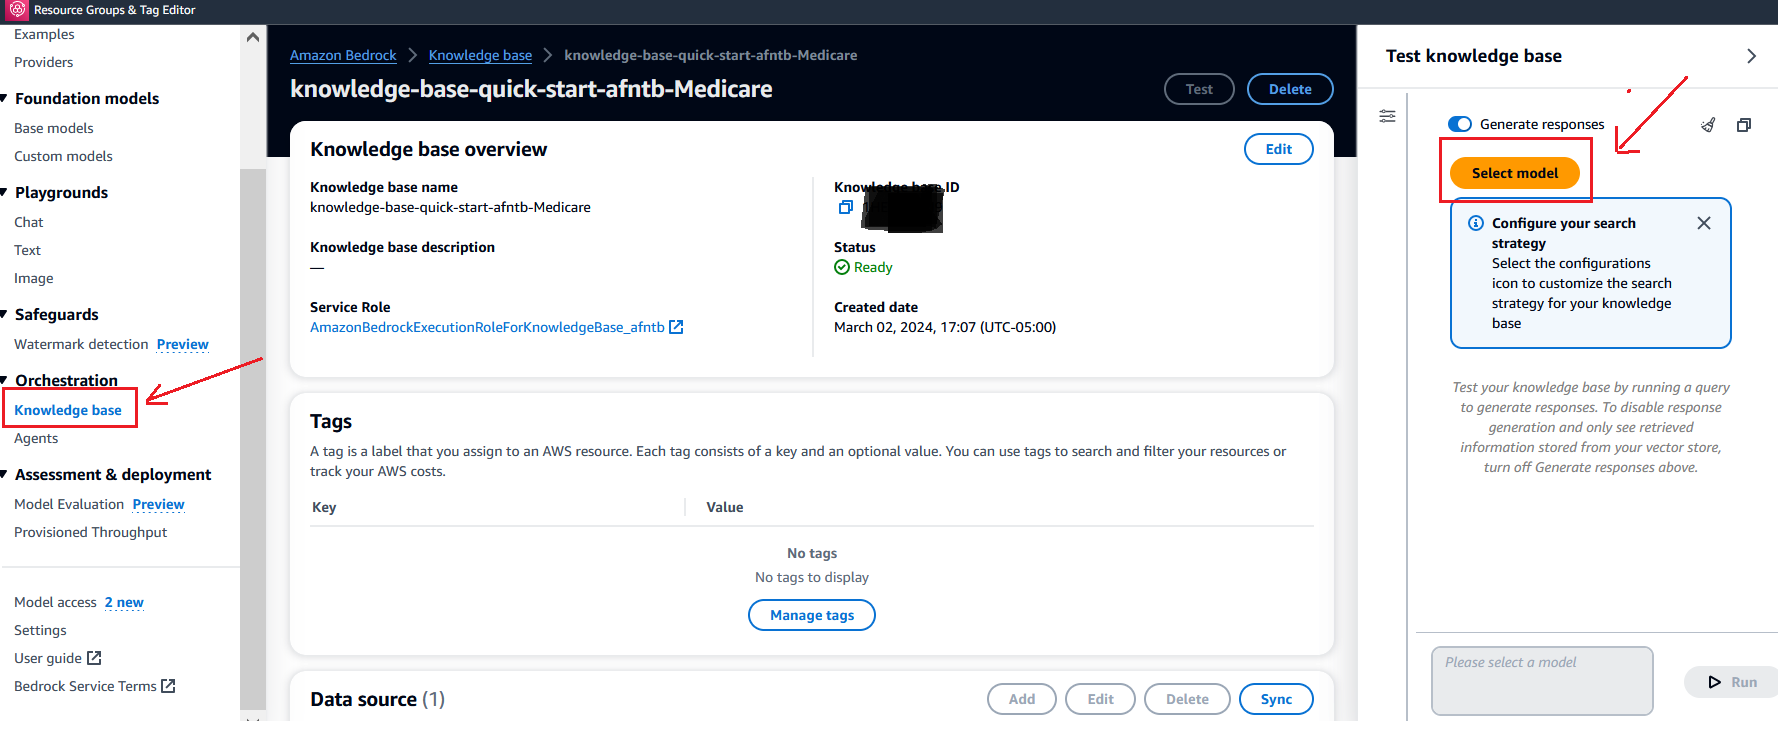 Resource Groups & Tag Editor
Examples
Providers
Foundation models
Base models
Custom models
Playgrounds
Chat
Text
Image
Safeguards
Watermark detection Preview
Orchestration
Knowledge base
Agents
Assessment & deployment
Model Evaluation Preview
Provisioned Throughput
Model access 2 new
Settings
User guide
Bedrock Service Terms
Amazon Bedrock > Knowledge base > knowledge-base-quick-start-afntb-Medicare
knowledge-base-quick-start-afntb-Medicare
Test
Delete
Knowledge base overview
Edit
Knowledge base name
knowledge-base-quick-start-afntb-Medicare
Knowledge base description
—
Service Role
AmazonBedrockExecutionRoleForKnowledgeBase_afntb
Knowledge base ID
Status
Ready
Created date
March 02, 2024, 17:07 (UTC-05:00)
Tags
A tag is a label that you assign to an AWS resource. Each tag consists of a key and an optional value. You can use tags to search and filter your resources or
track your AWS costs.
Key
Value
No tags
No tags to display
Manage tags
Data source (1)
Add
Edit
Delete
Sync
Test knowledge base
Generate responses
Select model
Configure your search
strategy
Select the configurations
icon to customize the search
strategy for your knowledge
base
Test your knowledge base by running a query
to generate responses. To disable response
generation and only see retrieved
information stored from your vector store,
turn off Generate responses above.
Please select a model
Run